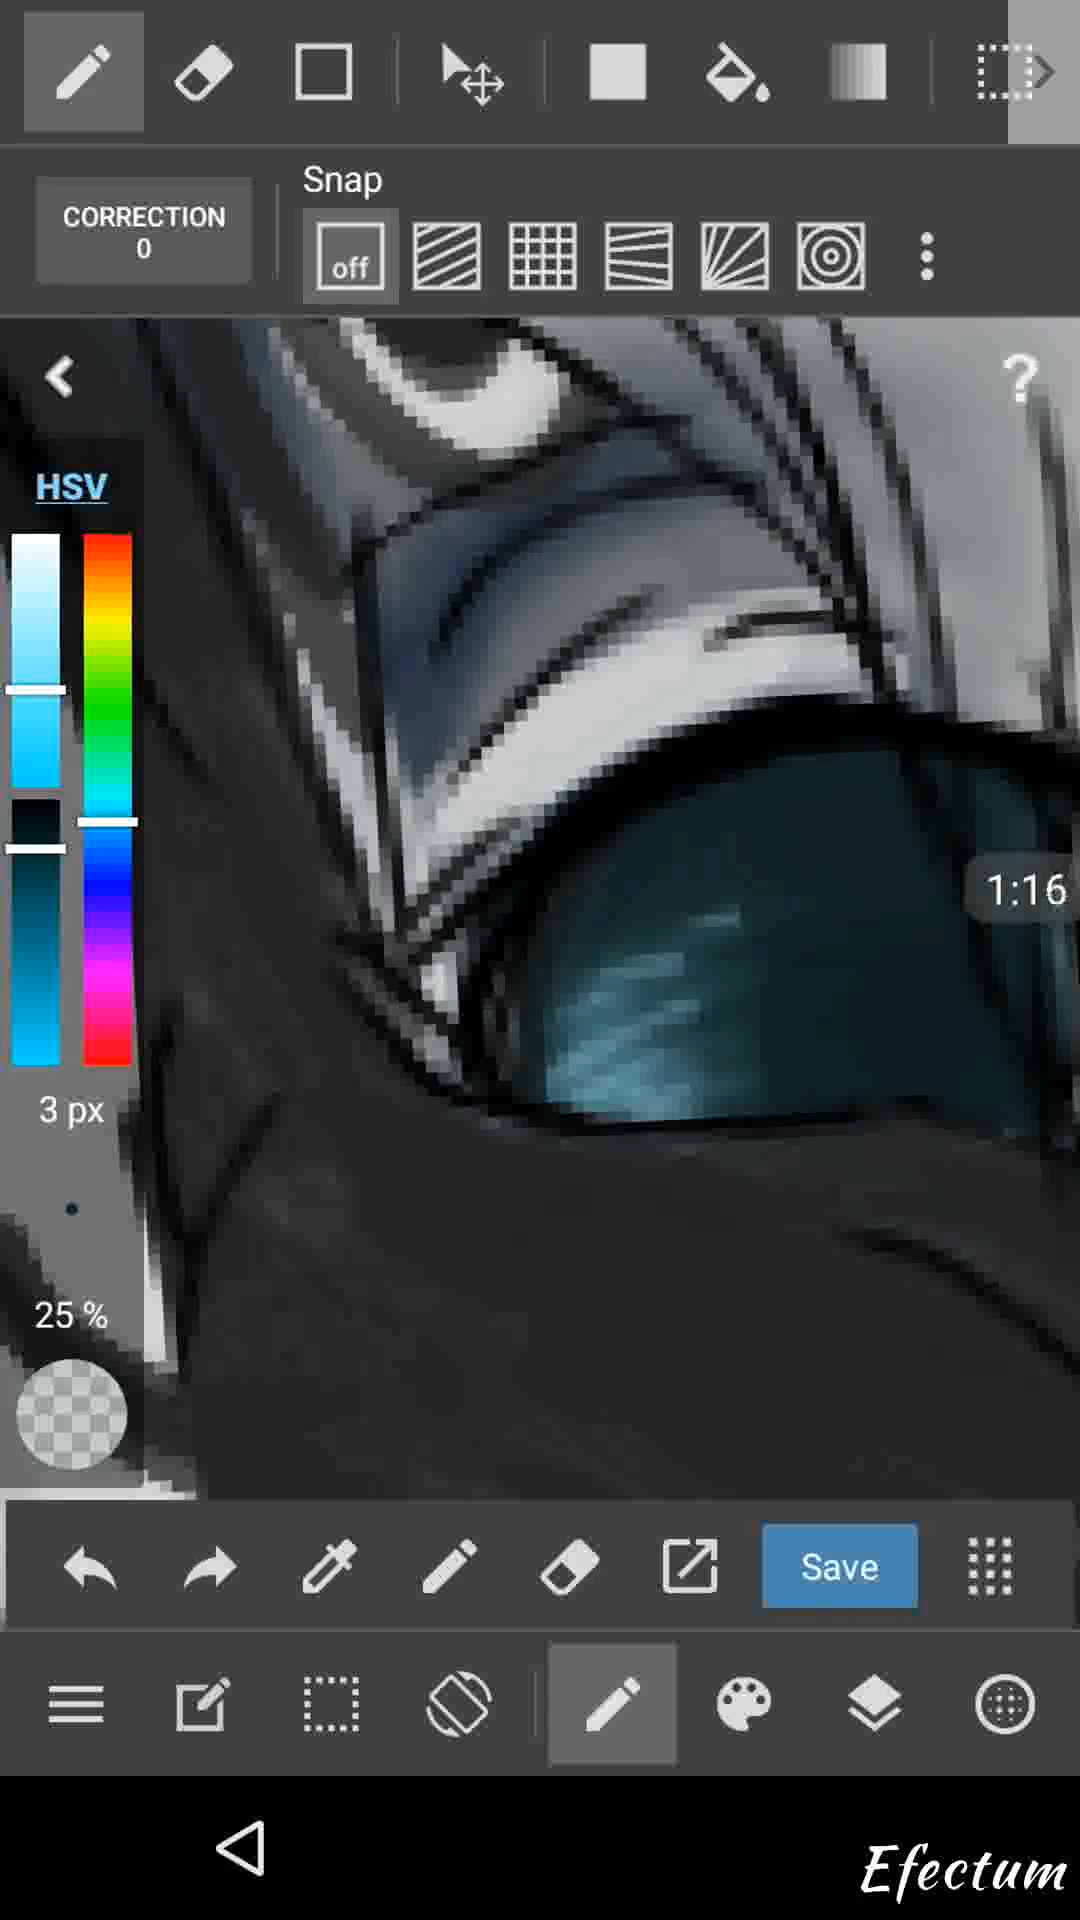 CORRECTION
0
Snap
off
?
HSV
1:16
3 px
25 %
Save
Efectum